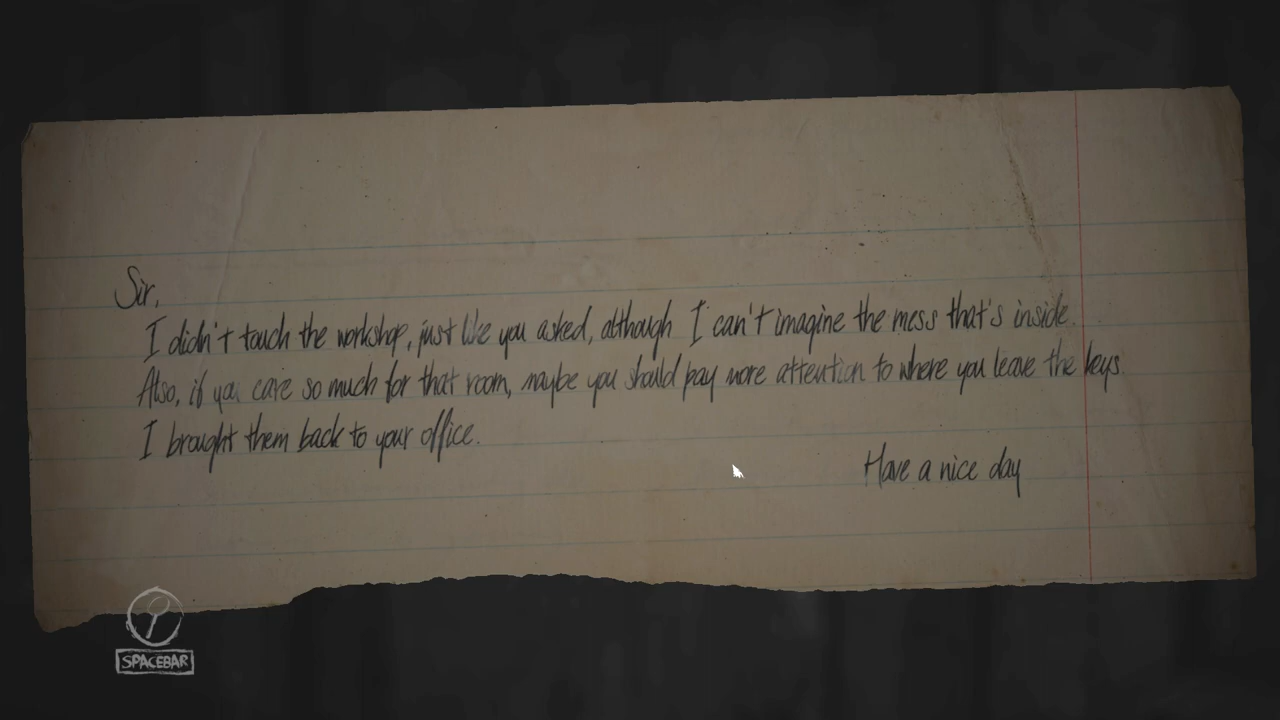 Sir,
I didn't touch the workshop, just like you asked, although I can't imagine the mess that's inside.
Also, if you care so much for that room, maybe you should pay more attention to where you leave the keys.
I brought them back to your office.
Have a nice day
SPACEBAR